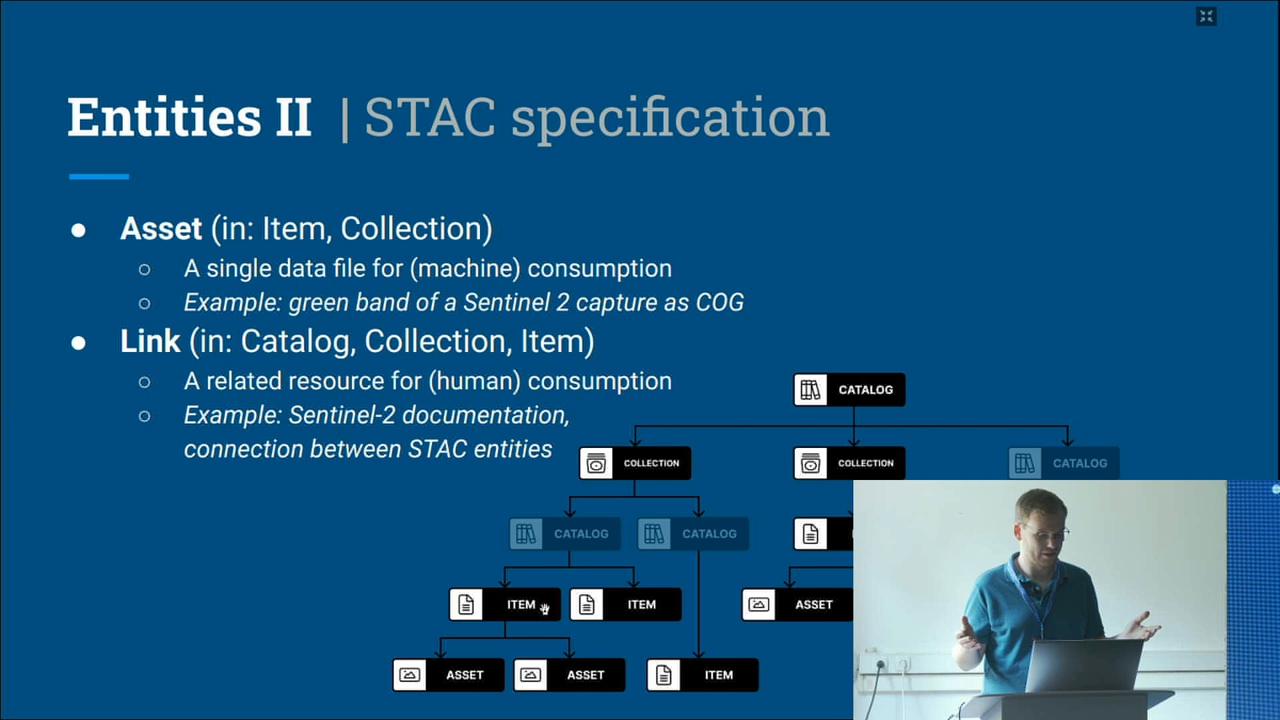 Entities II | STAC specification
● Asset (in: Item, Collection)
○ A single data file for (machine) consumption
○ Example: green band of a Sentinel 2 capture as COG
● Link (in: Catalog, Collection, Item)
○ A related resource for (human) consumption
○ Example: Sentinel-2 documentation,
connection between STAC entities
CATALOG
COLLECTION
COLLECTION
CATALOG
CATALOG
CATALOG
ITEM
ITEM
ASSET
ASSET
ASSET
ITEM